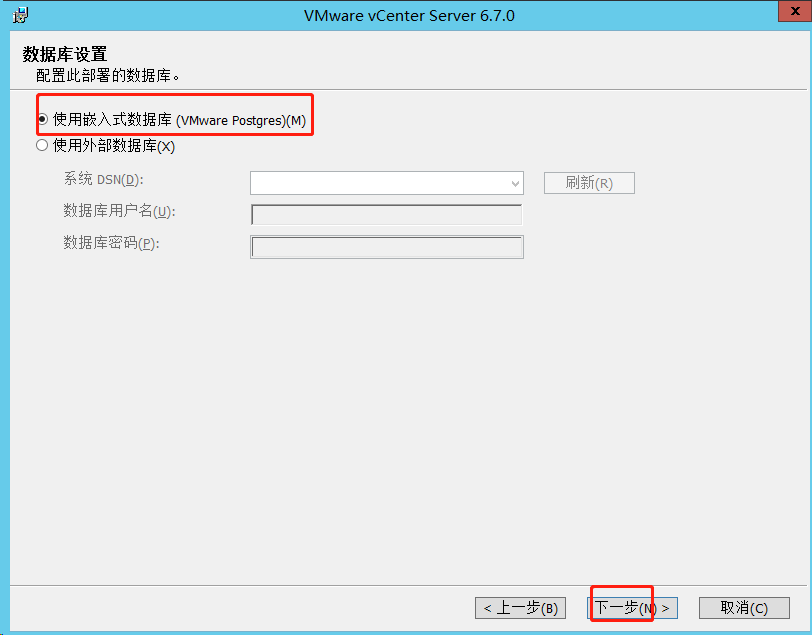 VMware vCenter Server 6.7.0
数据库设置
配置此部署的数据库。
使用嵌入式数据库 (VMware Postgres)(M)
使用外部数据库(X)
系统 DSN(D):
刷新(R)
数据库用户名(U):
数据库密码(P):
< 上一步(B)
下一步(N) >
取消(C)